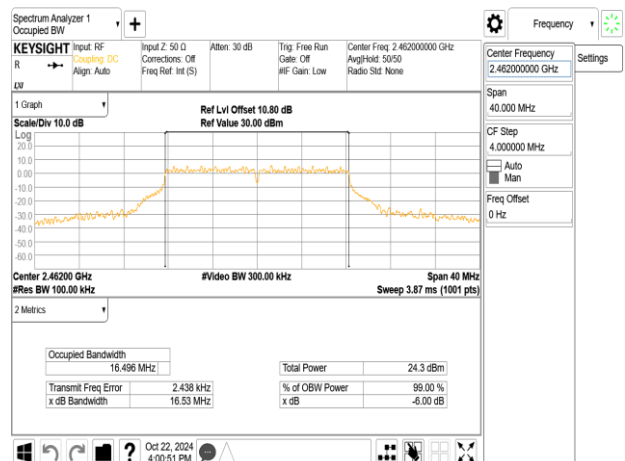 Spectrum Analyzer 1
Occupied BW
Frequency
KEYSIGHT
R
LXI
Input: RF
Coupling: DC
Align: Auto
Input Z: 50 Ω
Corrections: Off
Freq Ref: Int (S)
Atten: 30 dB
Trig: Free Run
Gate: Off
#IF Gain: Low
Center Freq: 2.462000000 GHz
Avg|Hold: 50/50
Radio Std: None
Center Frequency
2.462000000 GHz
Settings
Span
40.000 MHz
CF Step
4.000000 MHz
Auto
Man
Freq Offset
0 Hz
1 Graph
Scale/Div 10.0 dB
Ref Lvl Offset 10.80 dB
Ref Value 30.00 dBm
Log
20.0
10.0
0.00
-10.0
-20.0
-30.0
-40.0
-50.0
-60.0
Center 2.46200 GHz
#Video BW 300.00 kHz
Span 40 MHz
#Res BW 100.00 kHz
Sweep 3.87 ms (1001 pts)
2 Metrics
Occupied Bandwidth
16.496 MHz
Total Power 24.3 dBm
Transmit Freq Error 2.438 kHz
% of OBW Power 99.00 %
x dB Bandwidth 16.53 MHz
x dB -6.00 dB
?
Oct 22, 2024
4:00:51 PM